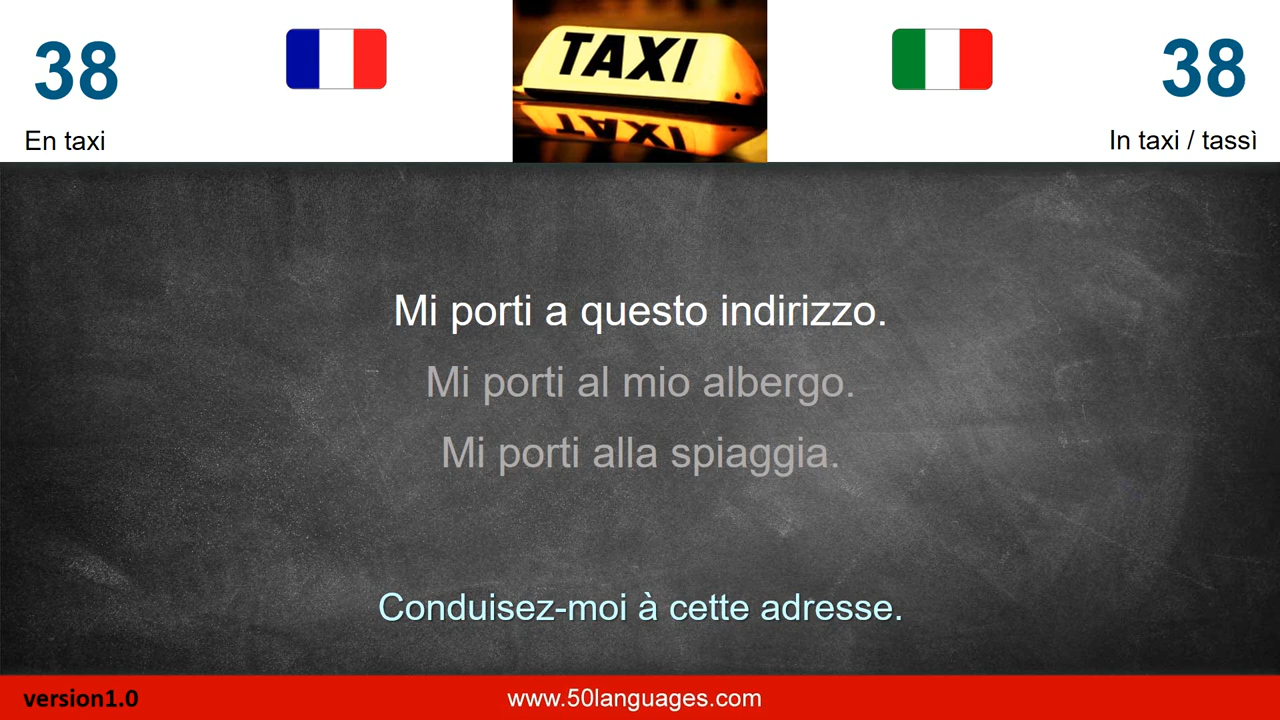 38
En taxi
TAXI
38
In taxi / tassì
Mi porti a questo indirizzo.
Mi porti al mio albergo.
Mi porti alla spiaggia.
Conduisez-moi à cette adresse.
version1.0
www.50languages.com